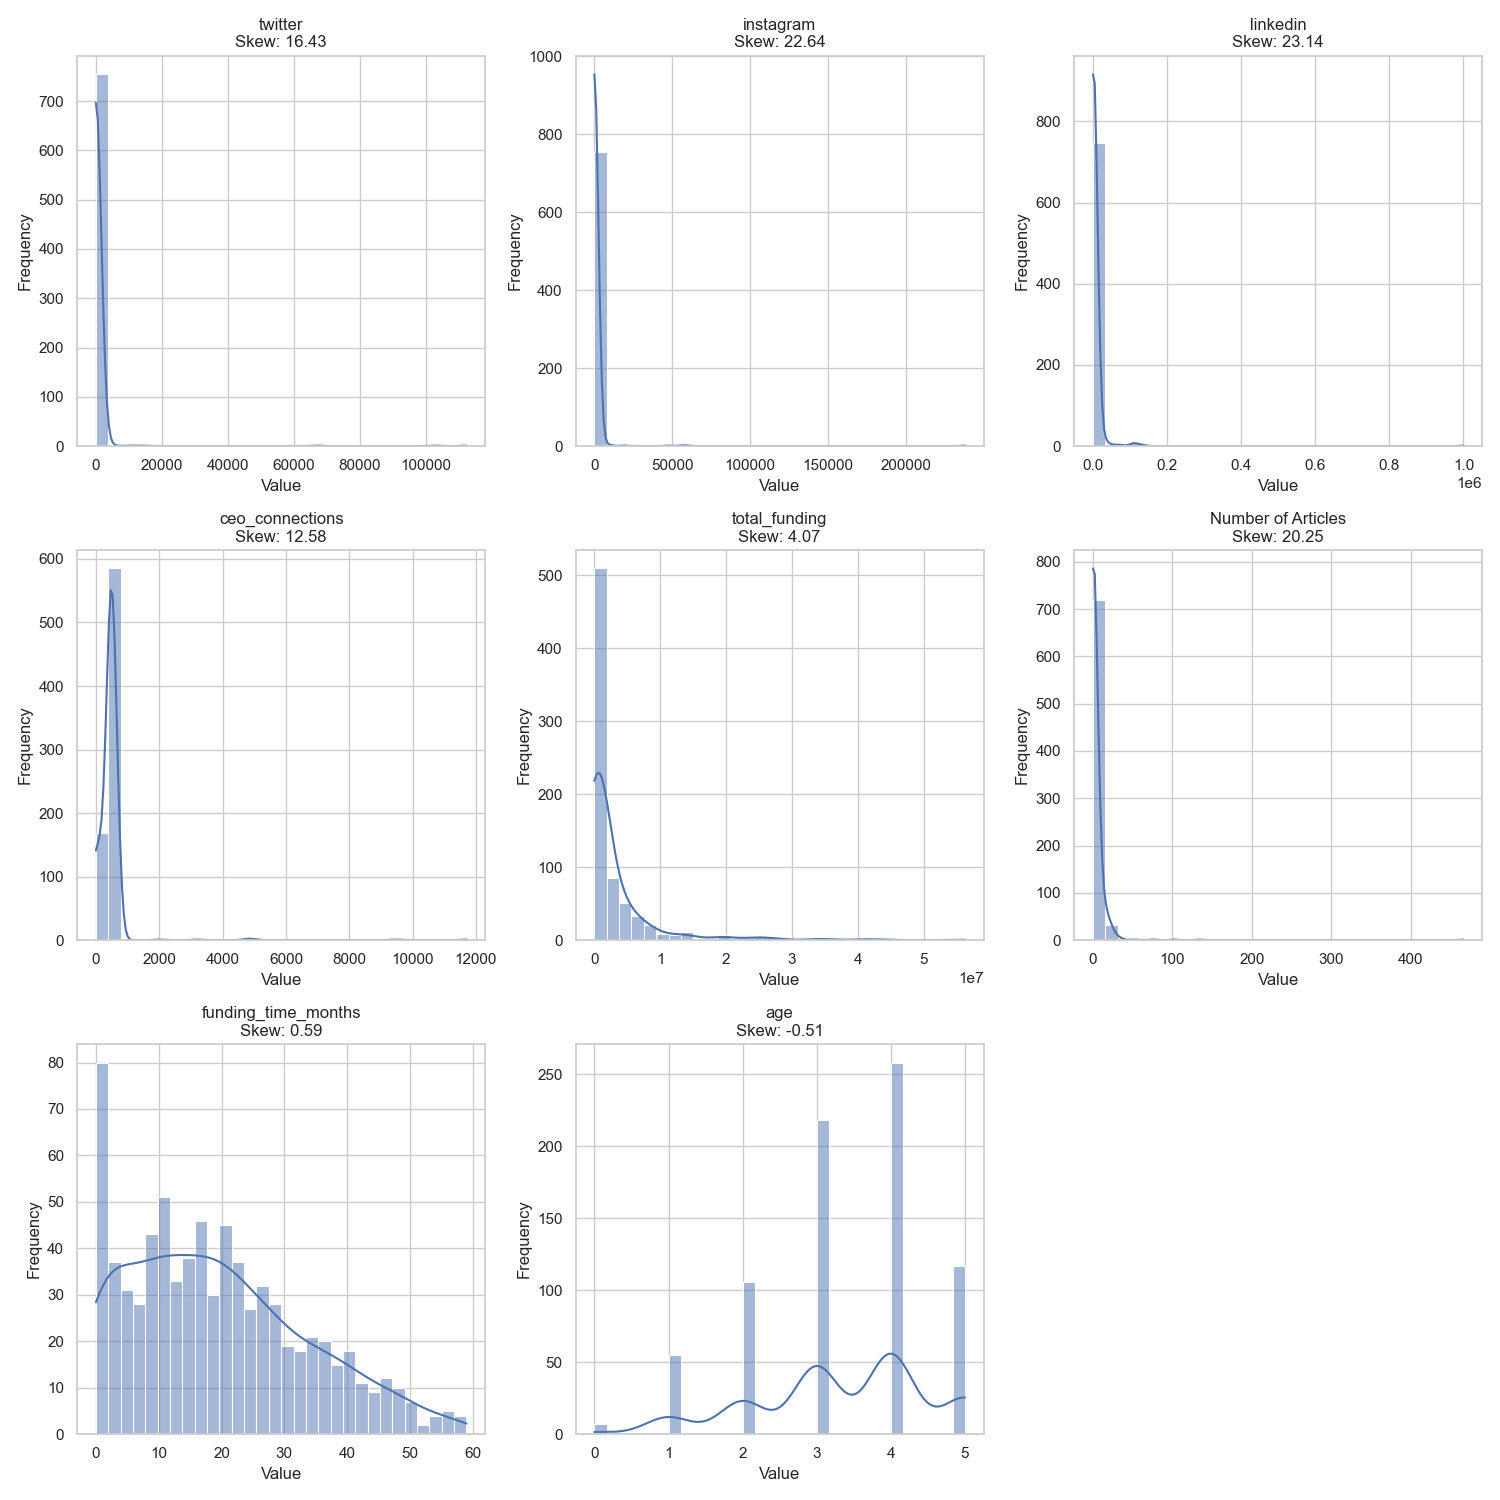 twitter
Skew: 16.43
Frequency
700
600
500
400
300
200
100
0
0 20000 40000 60000 80000 100000
Value
instagram
Skew: 22.64
Frequency
1000
800
600
400
200
0
0 50000 100000 150000 200000
Value
linkedin
Skew: 23.14
Frequency
800
600
400
200
0
0.0 0.2 0.4 0.6 0.8 1.0
1e6
Value
ceo_connections
Skew: 12.58
Frequency
600
500
400
300
200
100
0
0 2000 4000 6000 8000 10000 12000
Value
total_funding
Skew: 4.07
Frequency
500
400
300
200
100
0
0 1 2 3 4 5
1e7
Value
Number of Articles
Skew: 20.25
Frequency
800
700
600
500
400
300
200
100
0
0 100 200 300 400
Value
funding_time_months
Skew: 0.59
Frequency
80
70
60
50
40
30
20
10
0
0 10 20 30 40 50 60
Value
age
Skew: -0.51
Frequency
250
200
150
100
50
0
0 1 2 3 4 5
Value